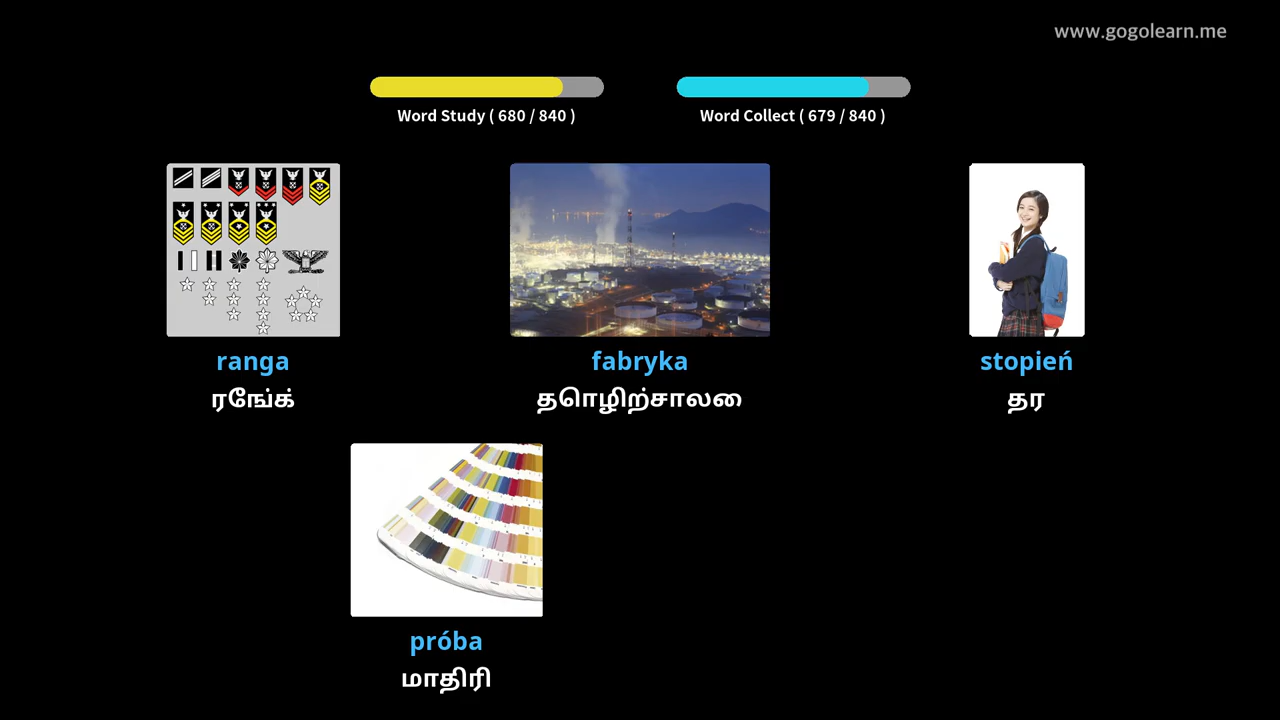 www.gogolearn.me
Word Study ( 680 / 840 )
Word Collect ( 679 / 840 )
ranga
ரேங்க்
fabryka
தொழிற்சாலை
stopień
தர
próba
மாதிரி